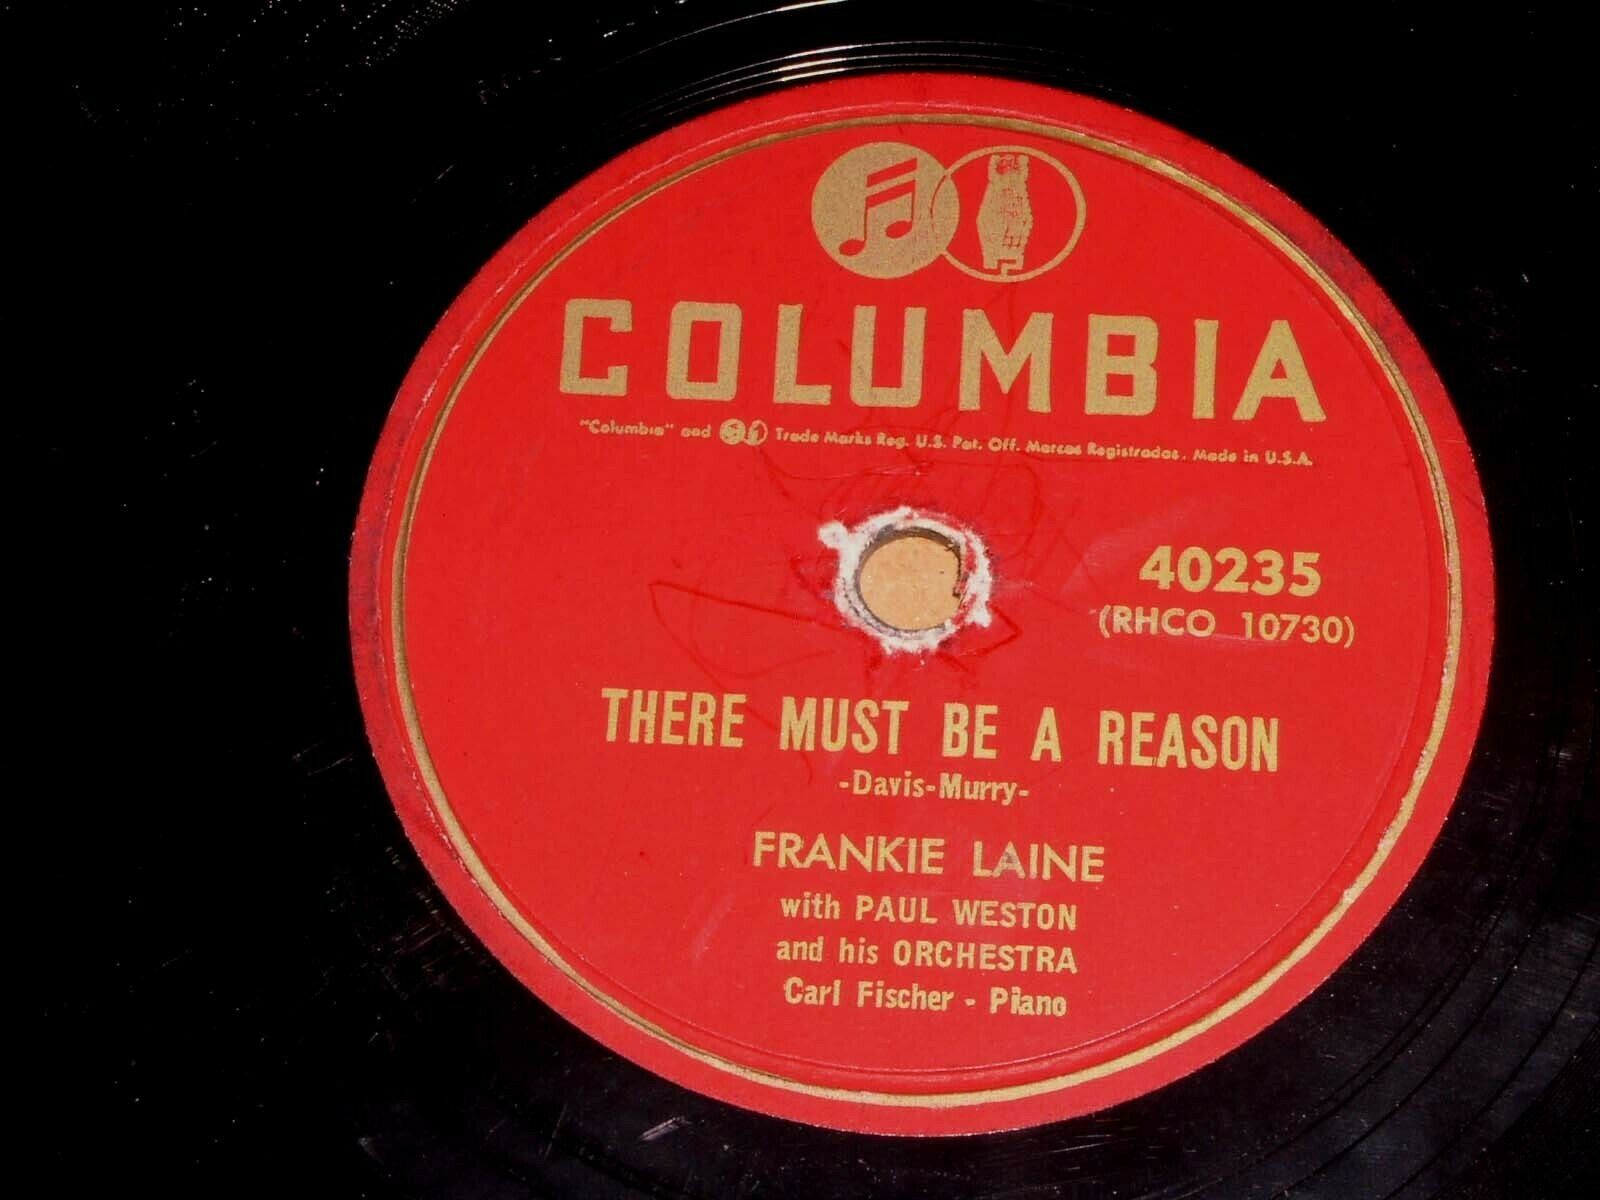 COLUMBIA
"Columbia" and Trade Marks Reg. U.S. Pat. Off. Marcas Registradas. Made in U.S.A.
40235
(RHCO 10730)
THERE MUST BE A REASON
-Davis-Murry-
FRANKIE LAINE
with PAUL WESTON
and his ORCHESTRA
Carl Fischer - Piano